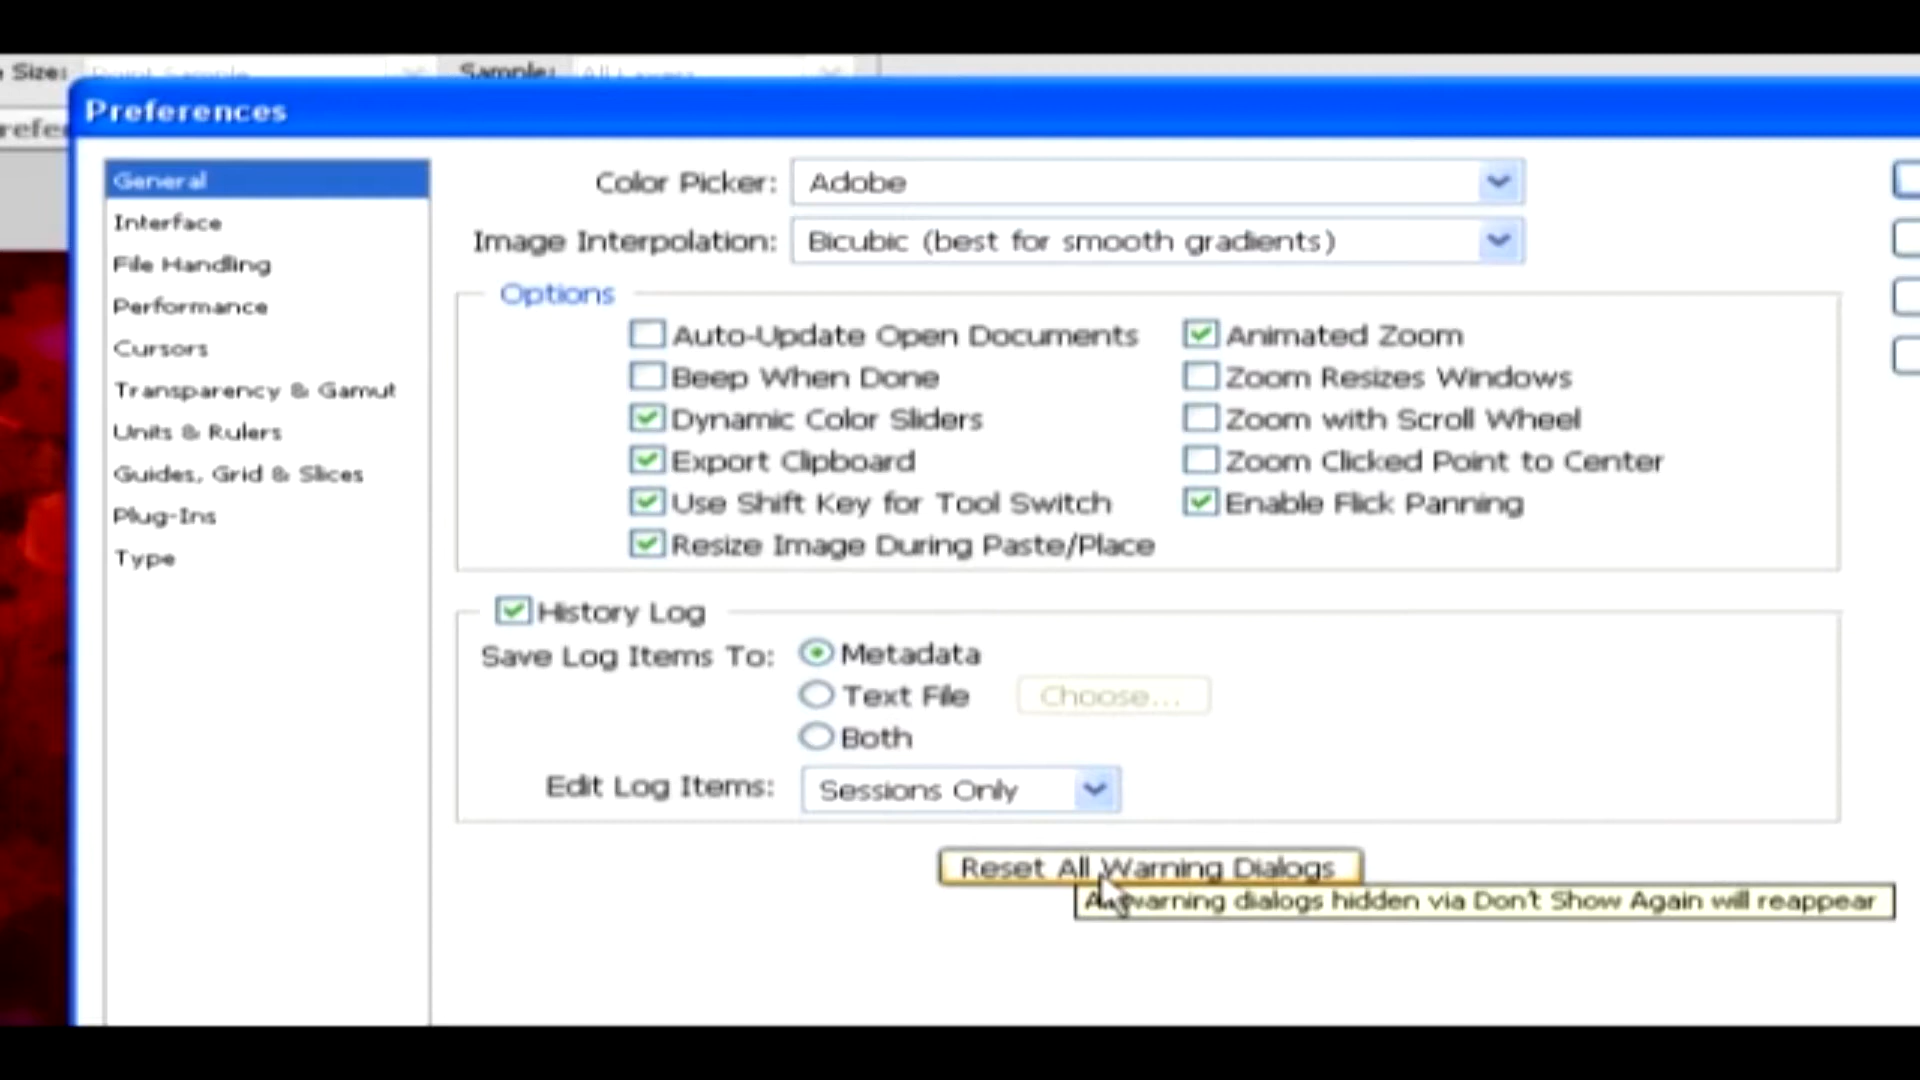 Size: Point Sample Sample: All Layers
Preferences
General
Interface
File Handling
Performance
Cursors
Transparency & Gamut
Units & Rulers
Guides, Grid & Slices
Plug-Ins
Type
Color Picker: Adobe
Image Interpolation: Bicubic (best for smooth gradients)
Options
Auto-Update Open Documents
Beep When Done
Dynamic Color Sliders
Export Clipboard
Use Shift Key for Tool Switch
Resize Image During Paste/Place
Animated Zoom
Zoom Resizes Windows
Zoom with Scroll Wheel
Zoom Clicked Point to Center
Enable Flick Panning
History Log
Save Log Items To: Metadata
Text File Choose...
Both
Edit Log Items: Sessions Only
Reset All Warning Dialogs
All warning dialogs hidden via Don't Show Again will reappear